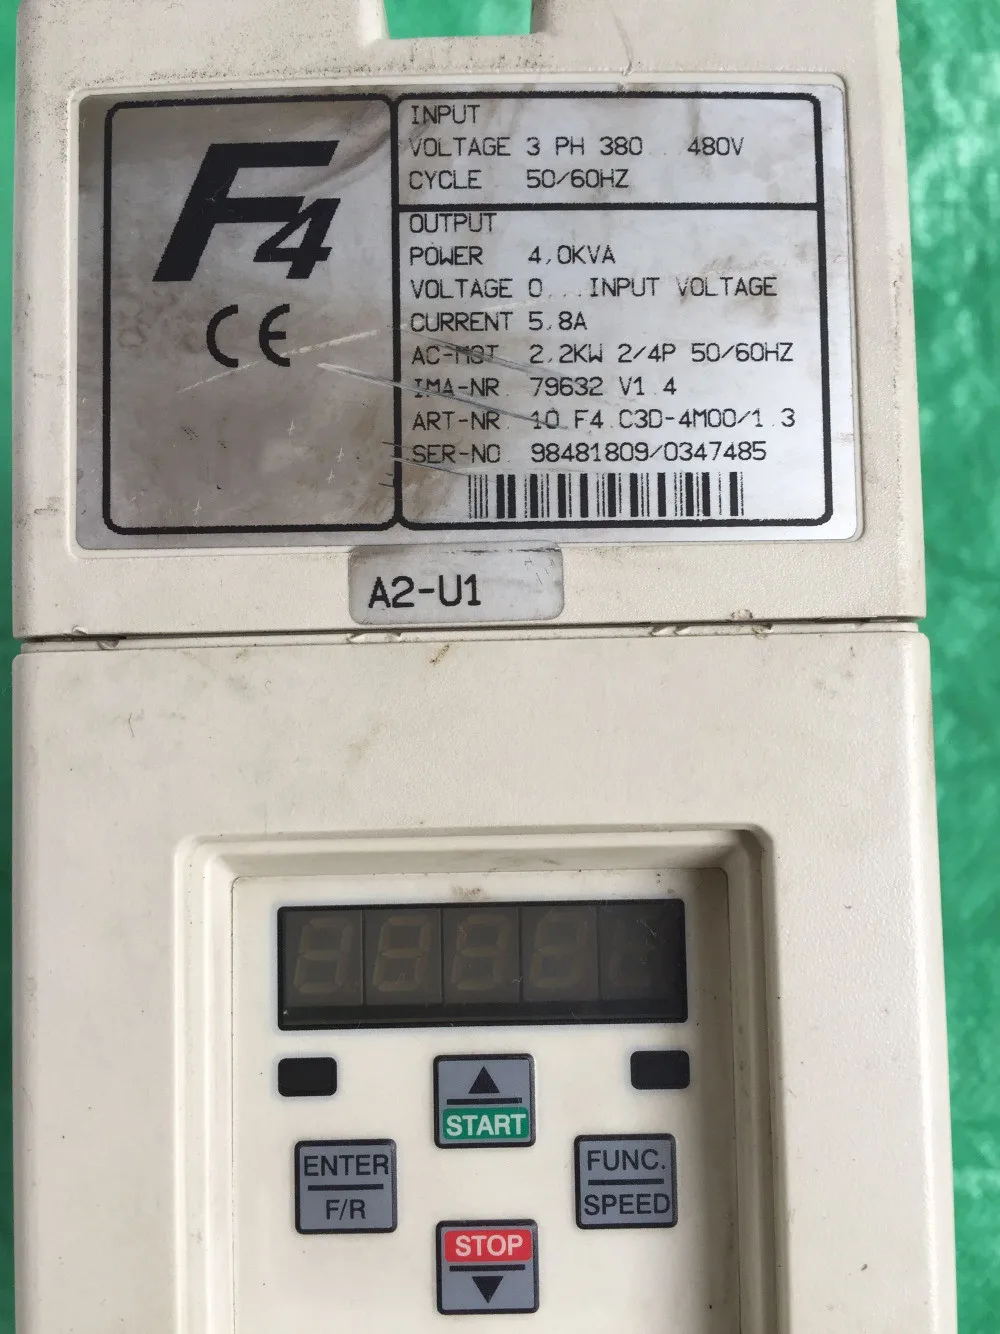 F4
CE
INPUT
VOLTAGE 3 PH 380 .. 480V
CYCLE 50/60HZ
OUTPUT
POWER 4,0KVA
VOLTAGE 0...INPUT VOLTAGE
CURRENT 5,8A
AC-MOT. 2,2KW 2/4P 50/60HZ
IMA-NR. 79632 V1.4
ART-NR. 10.F4.C3D-4M00/1.3
SER-NO. 98481809/0347485
A2-U1
START
ENTER
F/R
FUNC.
SPEED
STOP